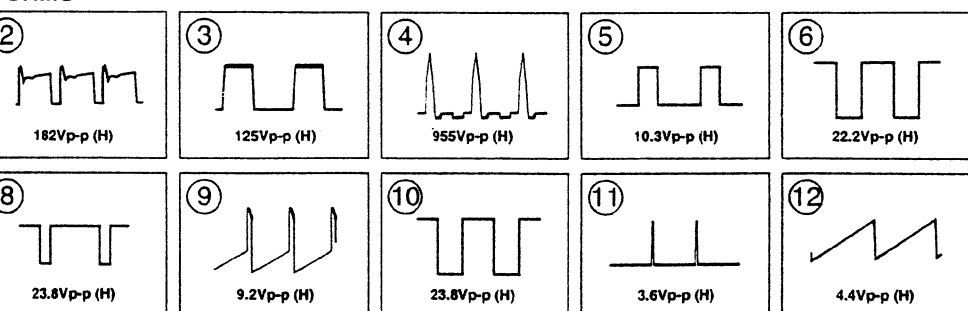 2
3
4
5
6
182Vp-p (H)
125Vp-p (H)
955Vp-p (H)
10.3Vp-p (H)
22.2Vp-p (H)
8
9
10
11
12
23.8Vp-p (H)
9.2Vp-p (H)
23.8Vp-p (H)
3.6Vp-p (H)
4.4Vp-p (H)